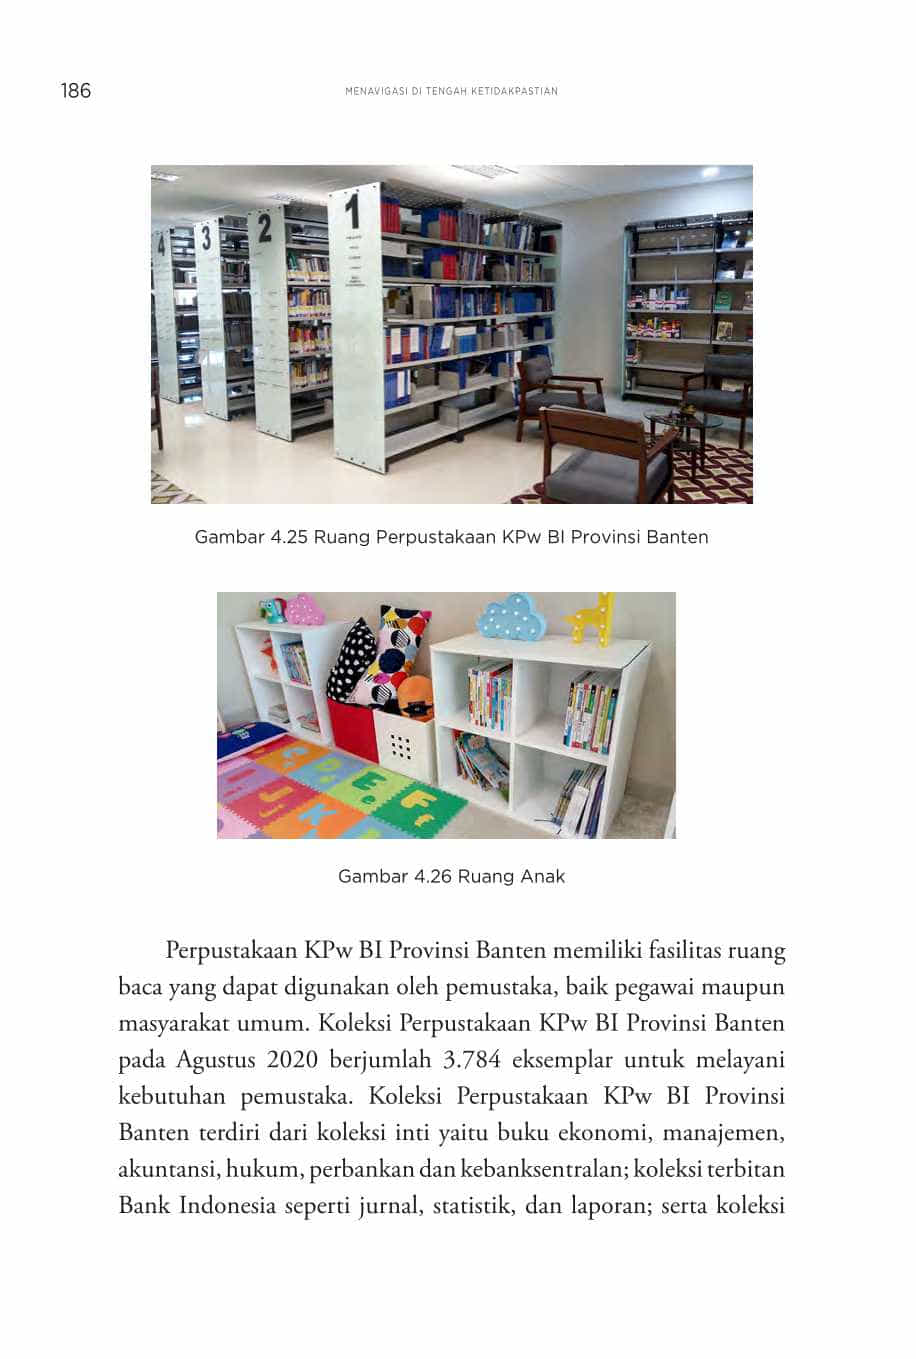 186
MENAVIGASI DI TENGAH KETIDAKPASTIAN
4
3
2
1
Gambar 4.25 Ruang Perpustakaan KPw BI Provinsi Banten
C
D
E
F
J
K
Gambar 4.26 Ruang Anak
Perpustakaan KPw BI Provinsi Banten memiliki fasilitas ruang
baca yang dapat digunakan oleh pemustaka, baik pegawai maupun
masyarakat umum. Koleksi Perpustakaan KPw BI Provinsi Banten
pada Agustus 2020 berjumlah 3.784 eksemplar untuk melayani
kebutuhan pemustaka. Koleksi Perpustakaan KPw BI Provinsi
Banten terdiri dari koleksi inti yaitu buku ekonomi, manajemen,
akuntansi, hukum, perbankan dan kebanksentralan; koleksi terbitan
Bank Indonesia seperti jurnal, statistik, dan laporan; serta koleksi